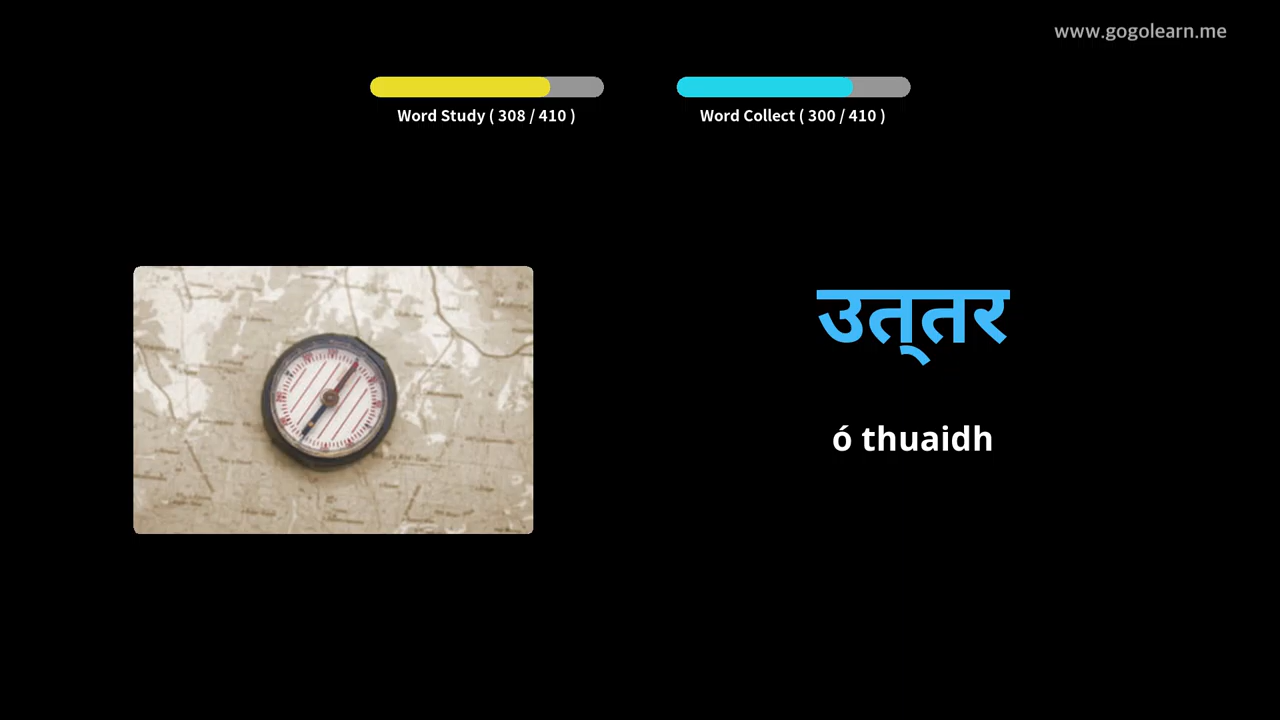 www.gogolearn.me
Word Study ( 308 / 410 )
Word Collect ( 300 / 410 )
उत्तर
ó thuaidh